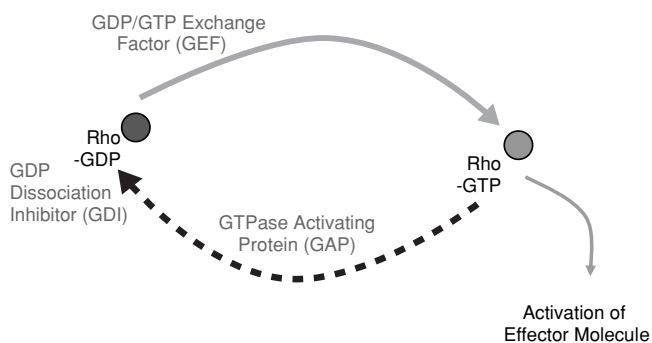 GDP/GTP Exchange
Factor (GEF)
Rho
-GDP
GDP
Dissociation
Inhibitor (GDI)
GTPase Activating
Protein (GAP)
Rho
-GTP
Activation of
Effector Molecule